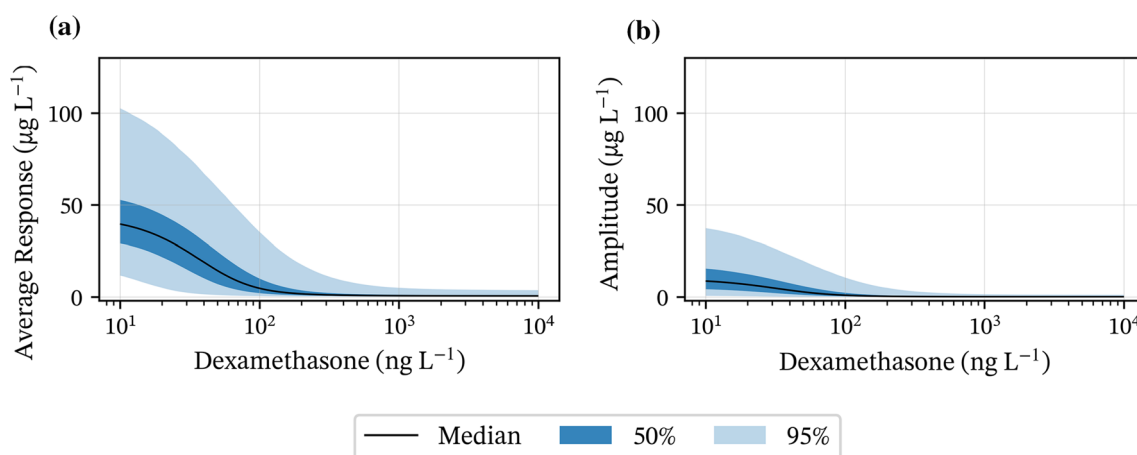 (a)
Average Response (µg L⁻¹)
100
50
0
10¹ 10² 10³ 10⁴
Dexamethasone (ng L⁻¹)
(b)
Amplitude (µg L⁻¹)
100
50
0
10¹ 10² 10³ 10⁴
Dexamethasone (ng L⁻¹)
Median 50% 95%